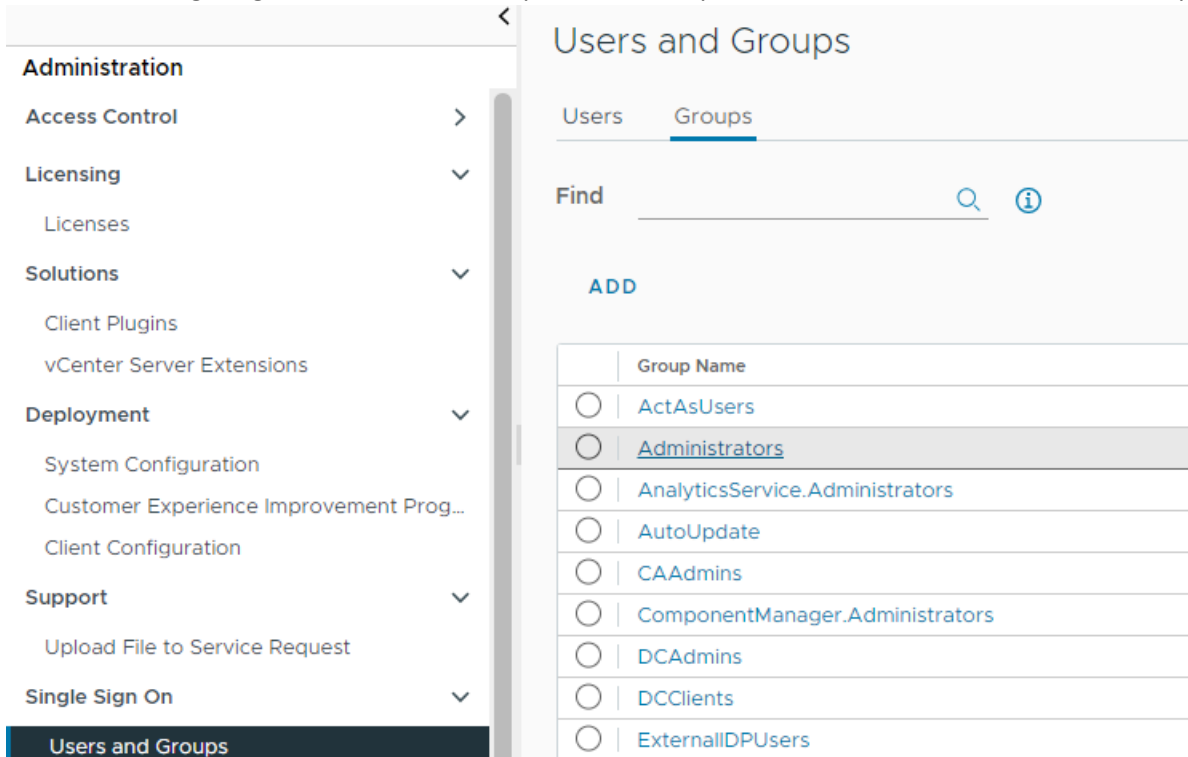 Administration
Access Control
Licensing
Licenses
Solutions
Client Plugins
vCenter Server Extensions
Deployment
System Configuration
Customer Experience Improvement Prog...
Client Configuration
Support
Upload File to Service Request
Single Sign On
Users and Groups
Users and Groups
Users Groups
Find
ADD
Group Name
ActAsUsers
Administrators
AnalyticsService.Administrators
AutoUpdate
CAAdmins
ComponentManager.Administrators
DCAdmins
DCClients
ExternalIDPUsers